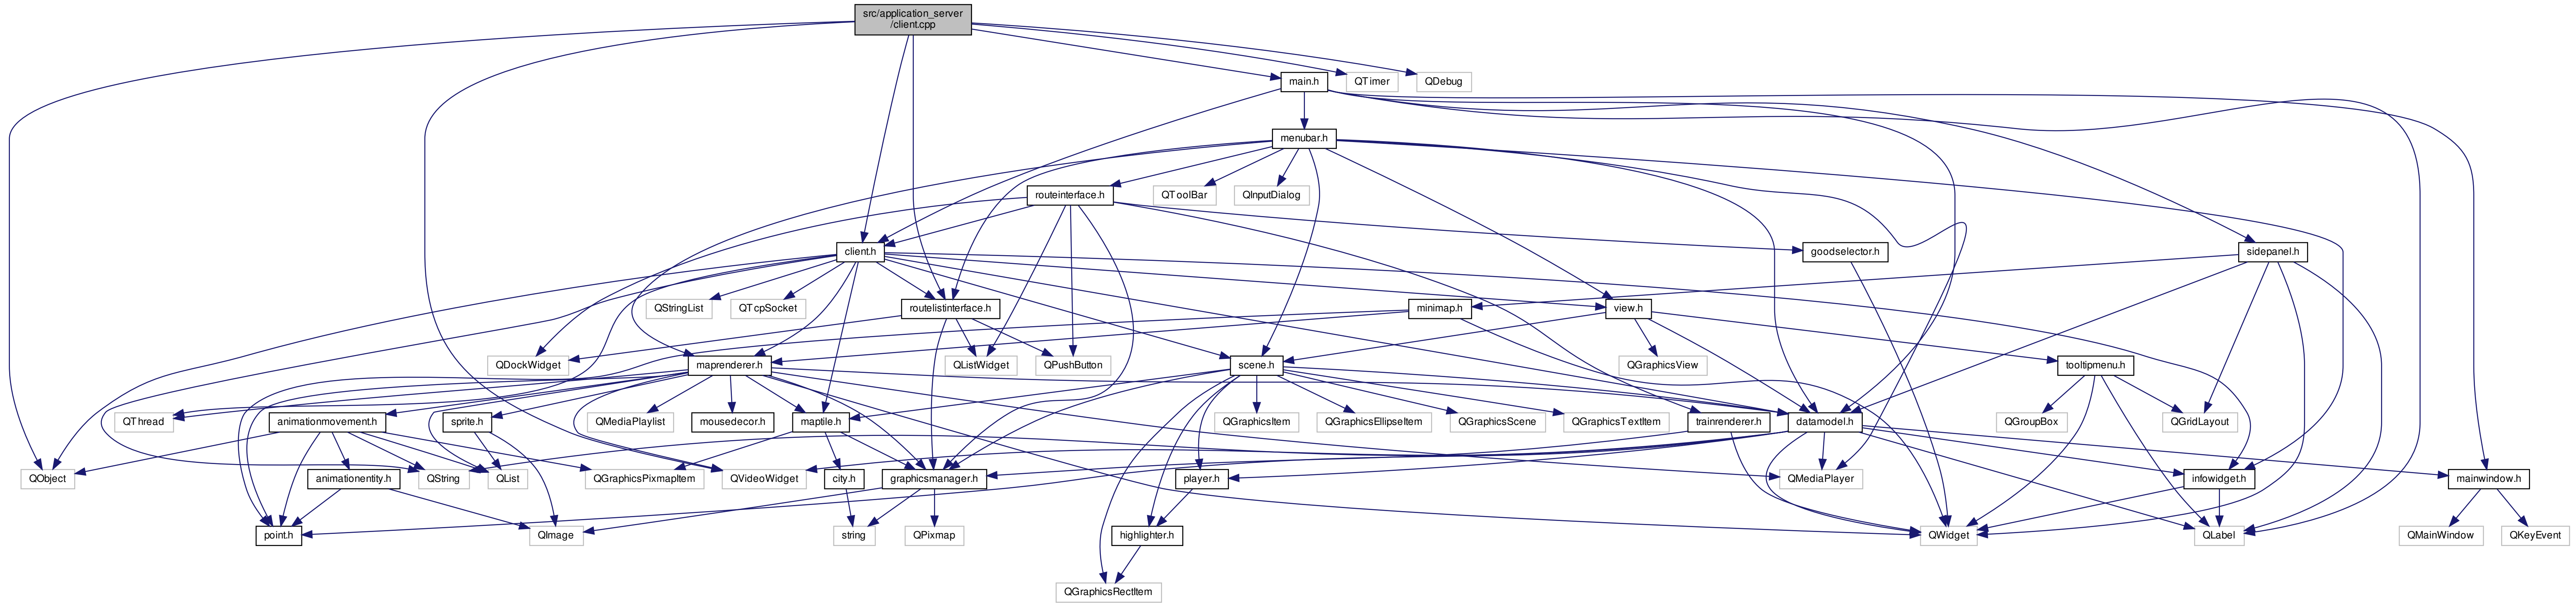 src/application_server
/client.cpp
main.h
QTimer
QDebug
menubar.h
routeinterface.h
QToolBar
QInputDialog
client.h
goodselector.h
sidepanel.h
QStringList
QTcpSocket
routelistinterface.h
minimap.h
view.h
QDockWidget
maprenderer.h
QListWidget
QPushButton
scene.h
QGraphicsView
tooltipmenu.h
QThread
animationmovement.h
sprite.h
QMediaPlaylist
mousedecor.h
maptile.h
QGraphicsItem
QGraphicsEllipseItem
QGraphicsScene
QGraphicsTextItem
trainrenderer.h
datamodel.h
QGroupBox
QGridLayout
QObject
animationentity.h
QString
QList
QGraphicsPixmapItem
QVideoWidget
city.h
graphicsmanager.h
player.h
QMediaPlayer
infowidget.h
mainwindow.h
point.h
QImage
string
QPixmap
highlighter.h
QWidget
QLabel
QMainWindow
QKeyEvent
QGraphicsRectItem